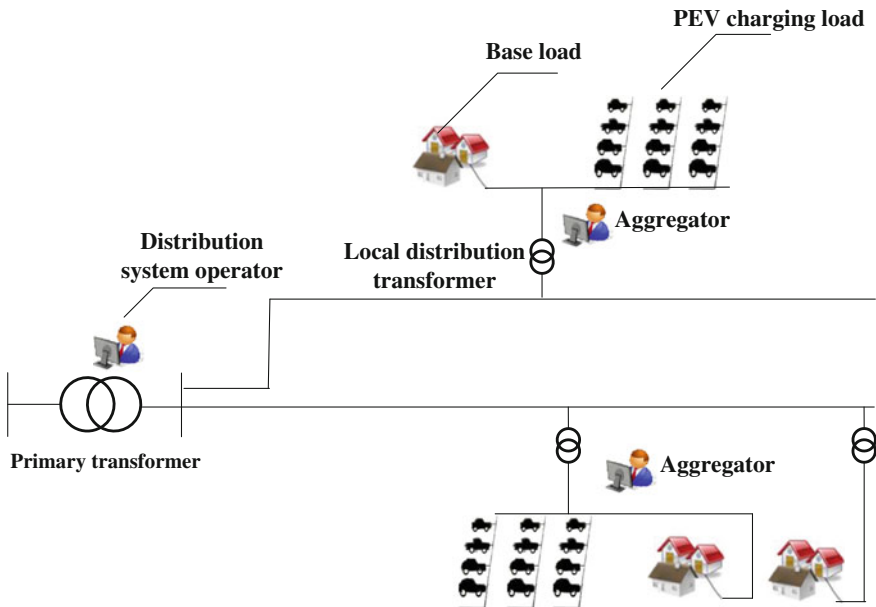 PEV charging load
Base load
Aggregator
Distribution
system operator
Local distribution
transformer
Primary transformer
Aggregator